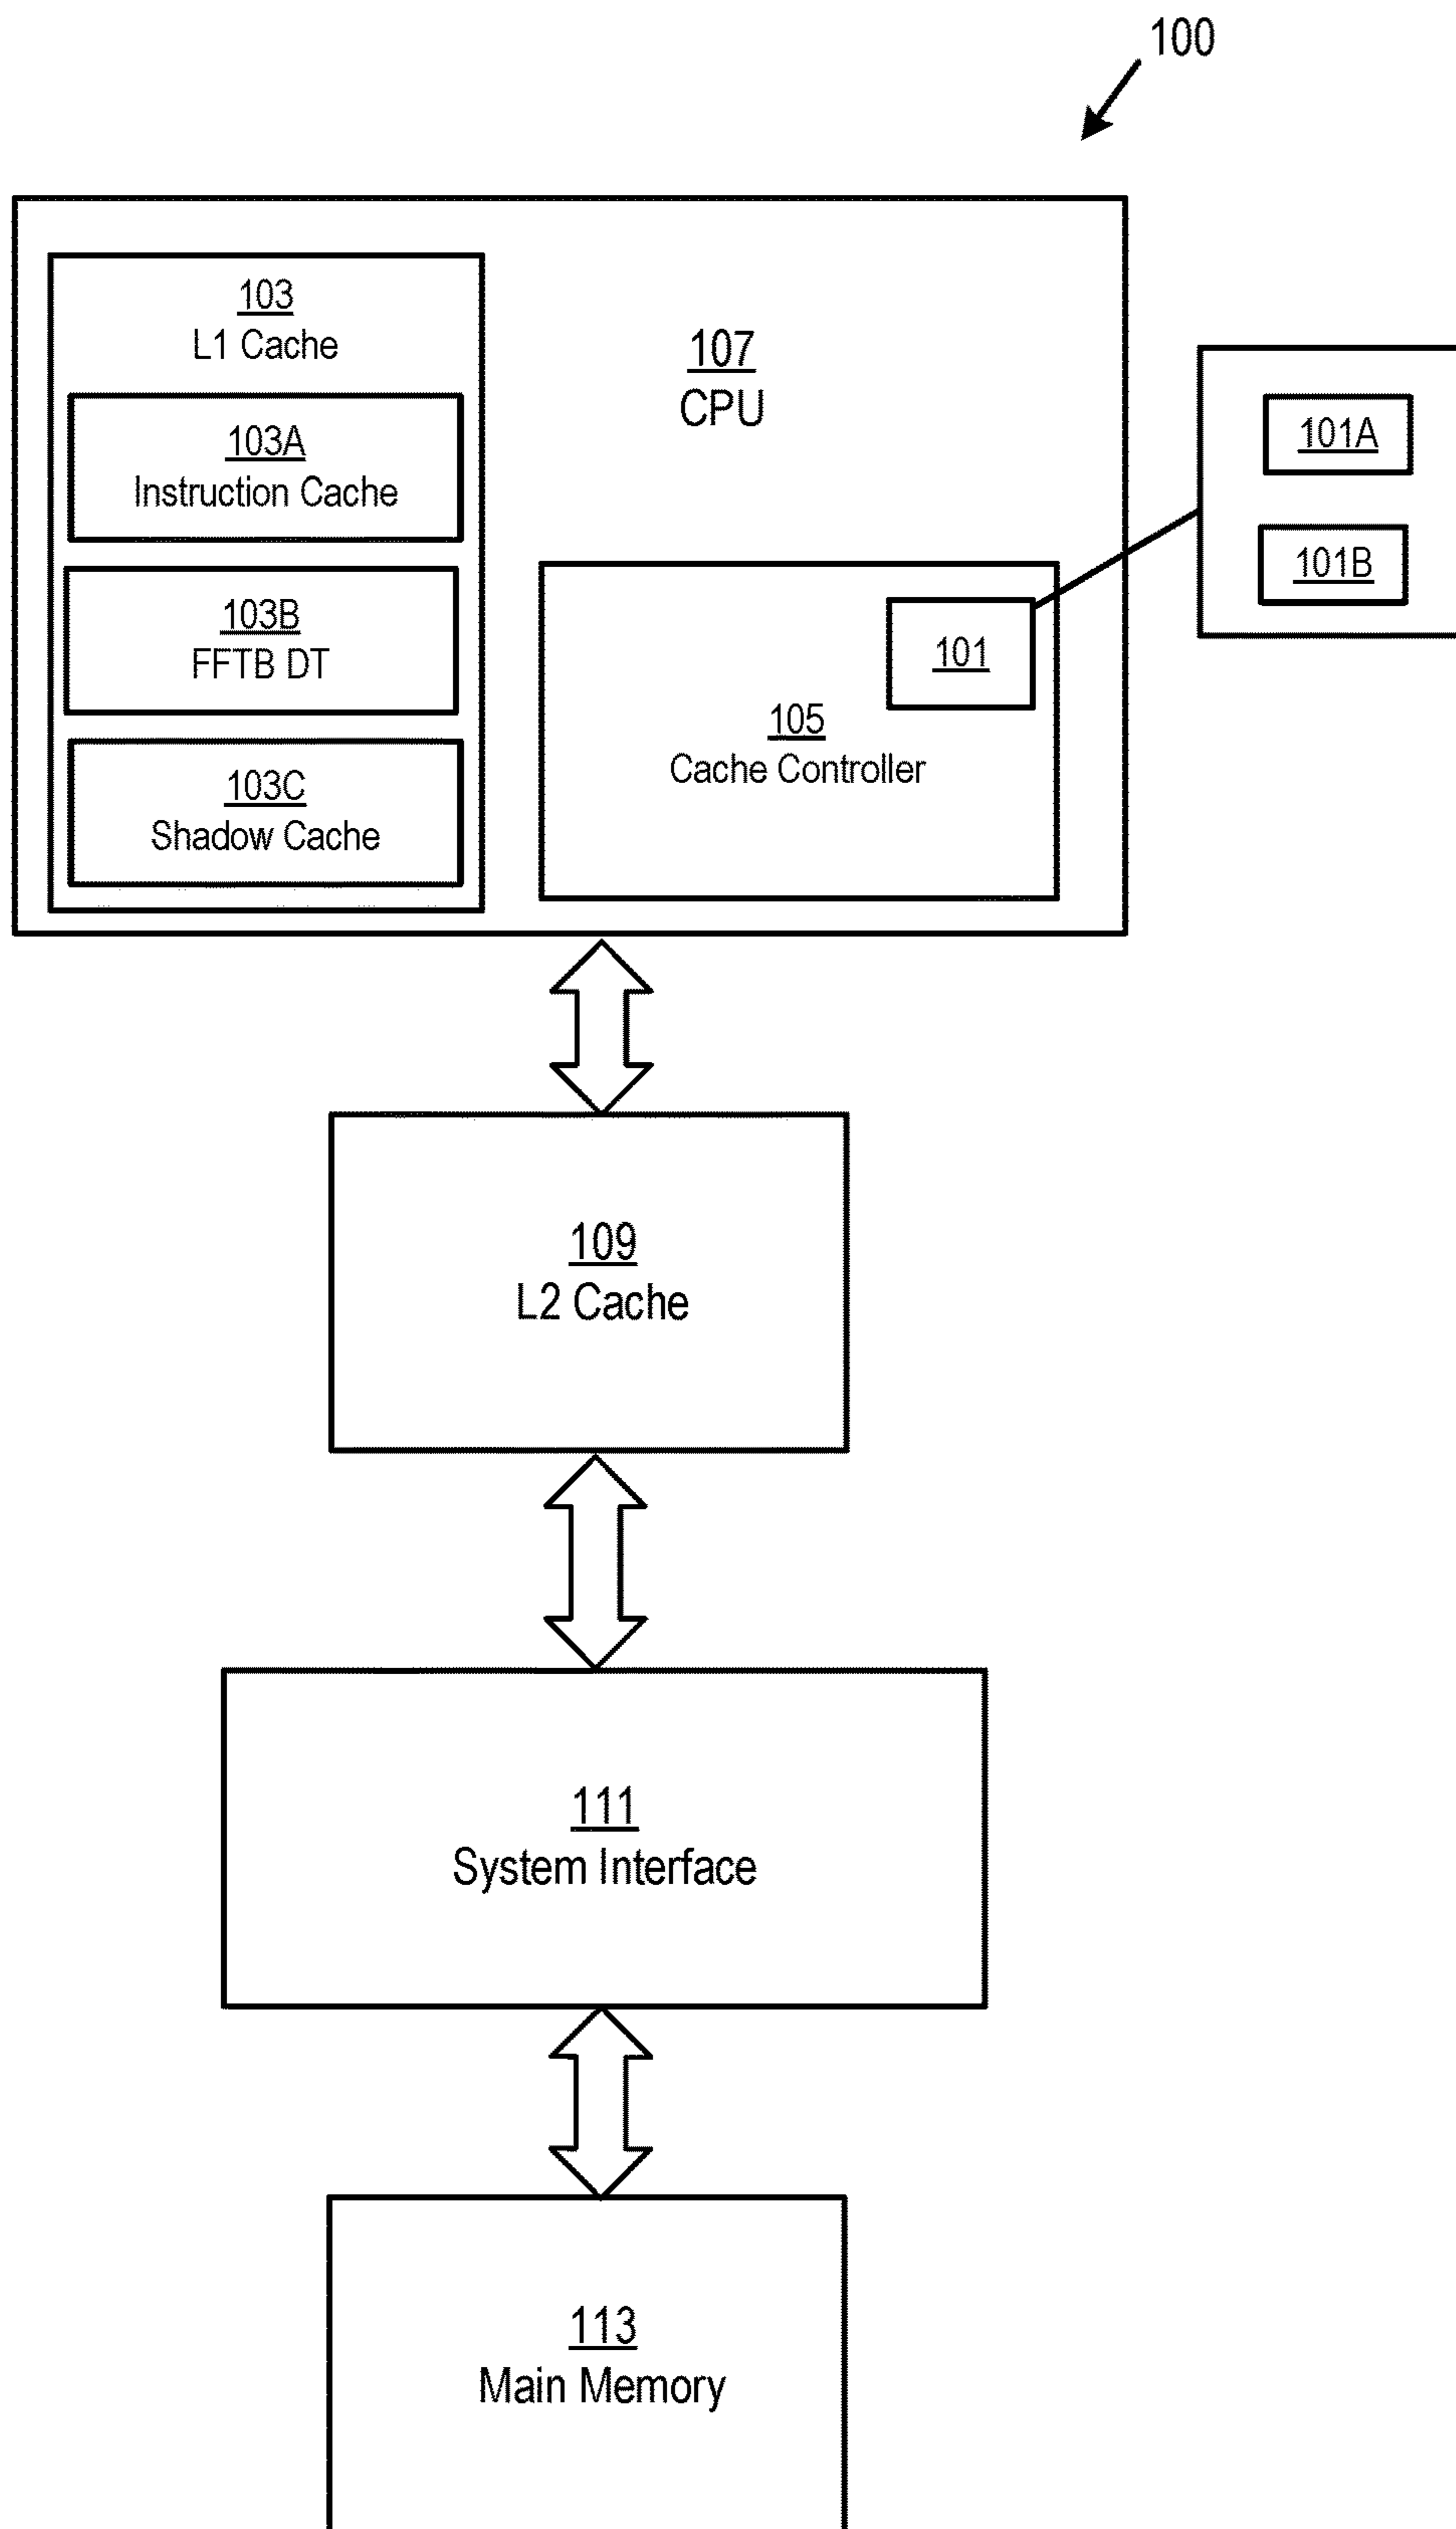 100
103
L1 Cache
107
CPU
103A
Instruction Cache
101A
101B
103B
FFTB DT
101
105
Cache Controller
103C
Shadow Cache
109
L2 Cache
111
System Interface
113
Main Memory